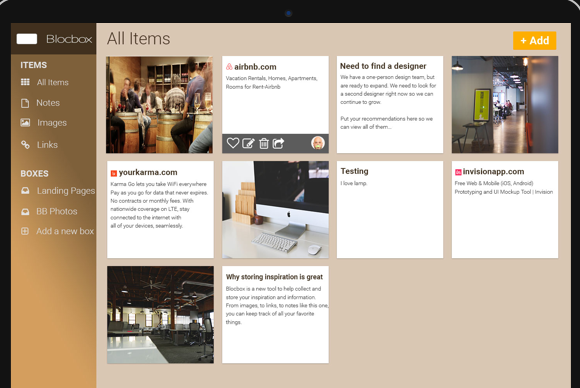 Blocbox
All Items
+ Add
ITEMS
All Items
Notes
Images
Links
BOXES
Landing Pages
BB Photos
Add a new box
airbnb.com
Vacation Rentals, Homes, Apartments,
Rooms for Rent-Airbnb
Need to find a designer
We have a one-person design team, but
are ready to expand. We need to look for
a second designer right now so we can
continue to grow.
Put your recommendations here so we
can view all of them...
yourkarma.com
Karma Go lets you take WiFi everywhere
Pay as you go for data that never expires.
No contracts or monthly fees. With
nationwide coverage on LTE, stay
connected to the internet with
all of your devices, seamlessly.
Testing
I love lamp.
invisionapp.com
Free Web & Mobile (iOS, Android)
Prototyping and UI Mockup Tool | Invision
Why storing inspiration is great
Blocbox is a new tool to help collect and
store your inspiration and information.
From images, to links, to notes like this one,
you can keep track of all your favorite
things.